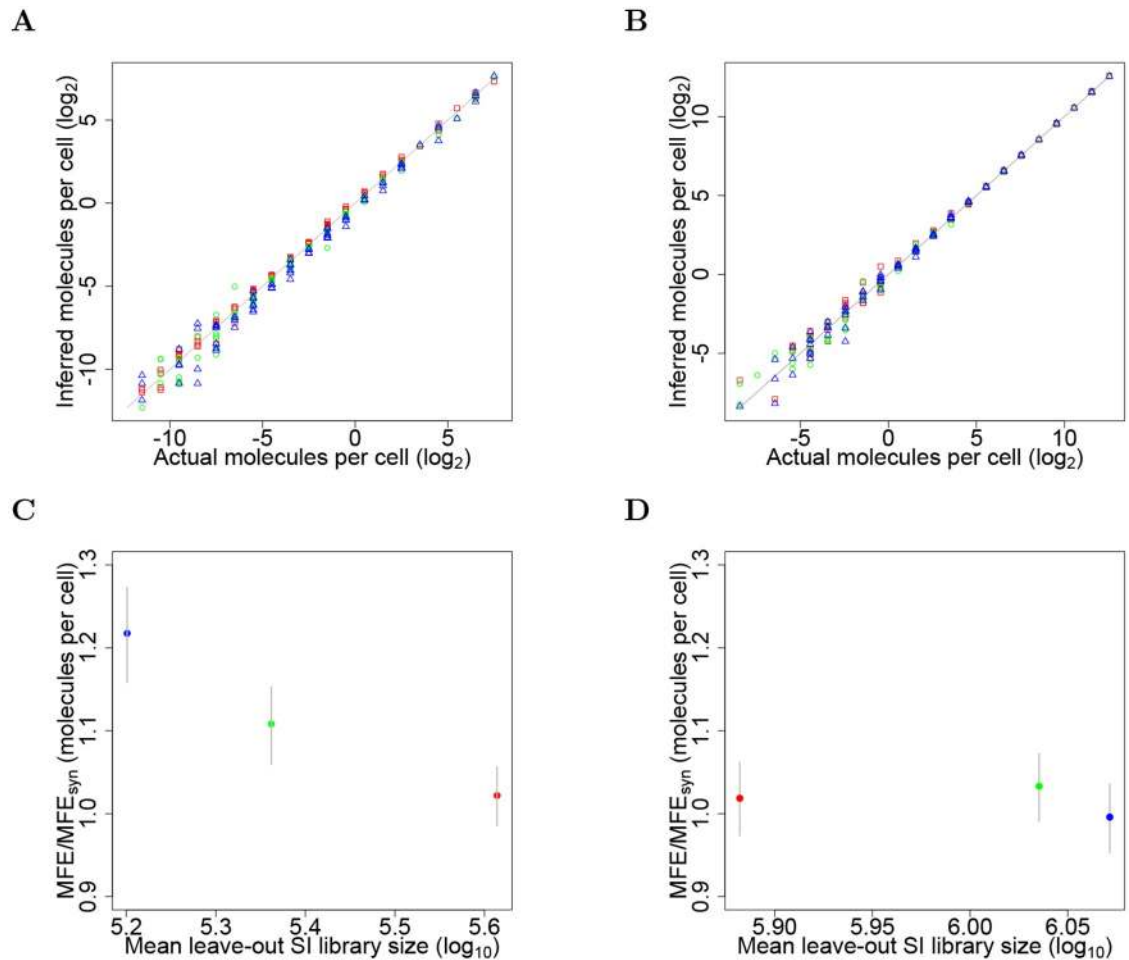 A
Inferred molecules per cell (log2)
5
0
-5
-10
-10 -5 0 5
Actual molecules per cell (log2)
B
Inferred molecules per cell (log2)
10
5
0
-5
-5 0 5 10
Actual molecules per cell (log2)
C
MFE/MFEsyn (molecules per cell)
1.3
1.2
1.1
1.0
0.9
5.2 5.3 5.4 5.5 5.6
Mean leave-out SI library size (log10)
D
MFE/MFEsyn (molecules per cell)
1.3
1.2
1.1
1.0
0.9
5.90 5.95 6.00 6.05
Mean leave-out SI library size (log10)